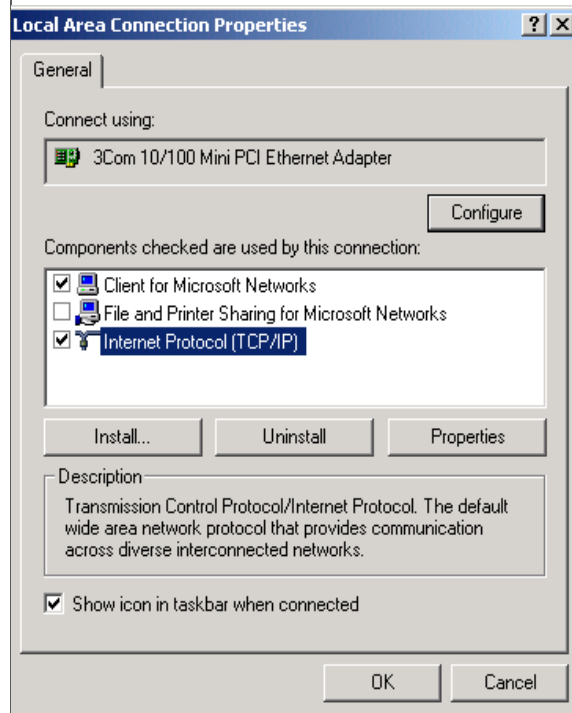 Local Area Connection Properties
General
Connect using:
3Com 10/100 Mini PCI Ethernet Adapter
Configure
Components checked are used by this connection:
Client for Microsoft Networks
File and Printer Sharing for Microsoft Networks
Internet Protocol (TCP/IP)
Install... Uninstall Properties
Description
Transmission Control Protocol/Internet Protocol. The default
wide area network protocol that provides communication
across diverse interconnected networks.
Show icon in taskbar when connected
OK Cancel